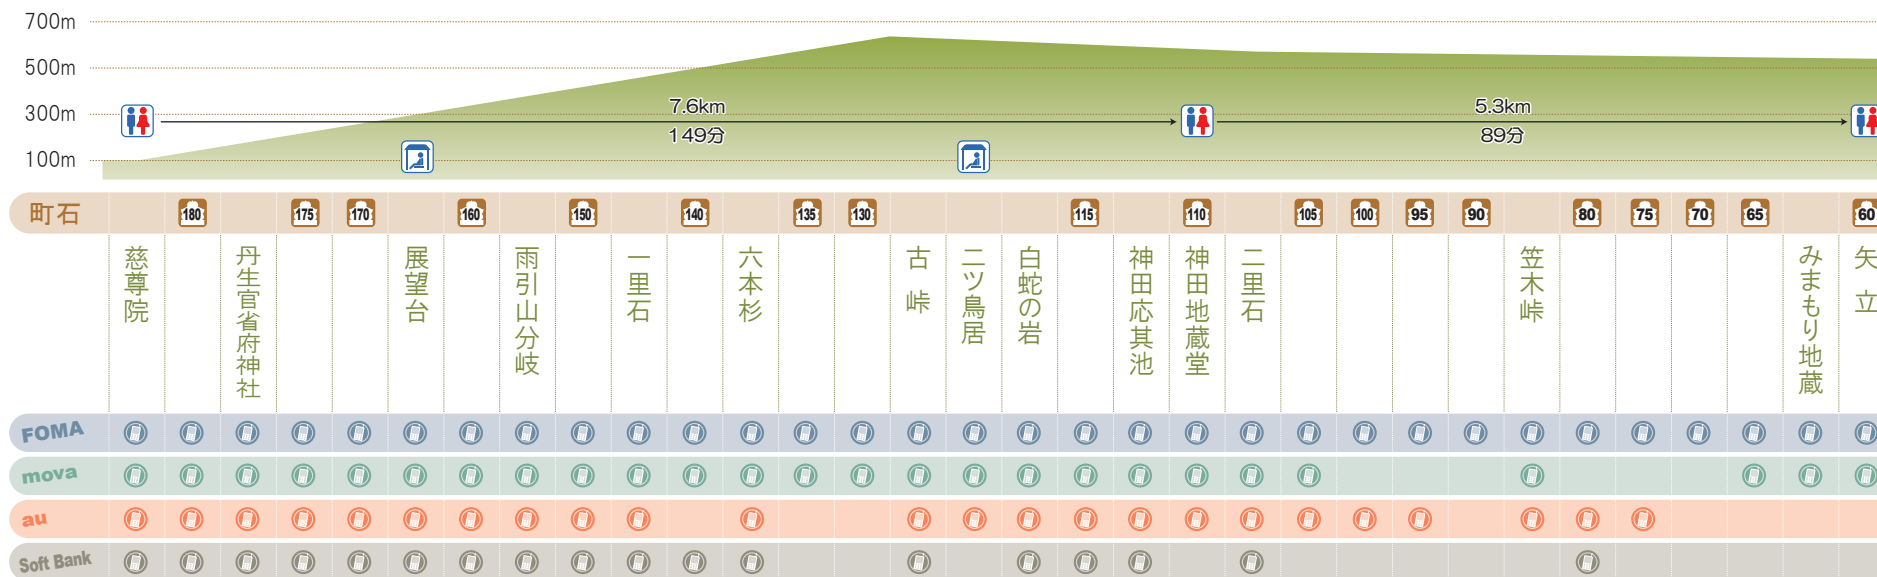 700m
500m
300m
100m
7.6km
149分
5.3km
89分
町石
180
175
170
160
150
140
135
130
115
110
105
100
95
90
80
75
70
65
60
慈尊院
丹生官省府神社
展望台
雨引山分岐
一里石
六本杉
古峠
二ツ鳥居
白蛇の岩
神田応其池
神田地蔵堂
二里石
笠木峠
みまもり地蔵
矢立
FOMA
mova
au
Soft Bank